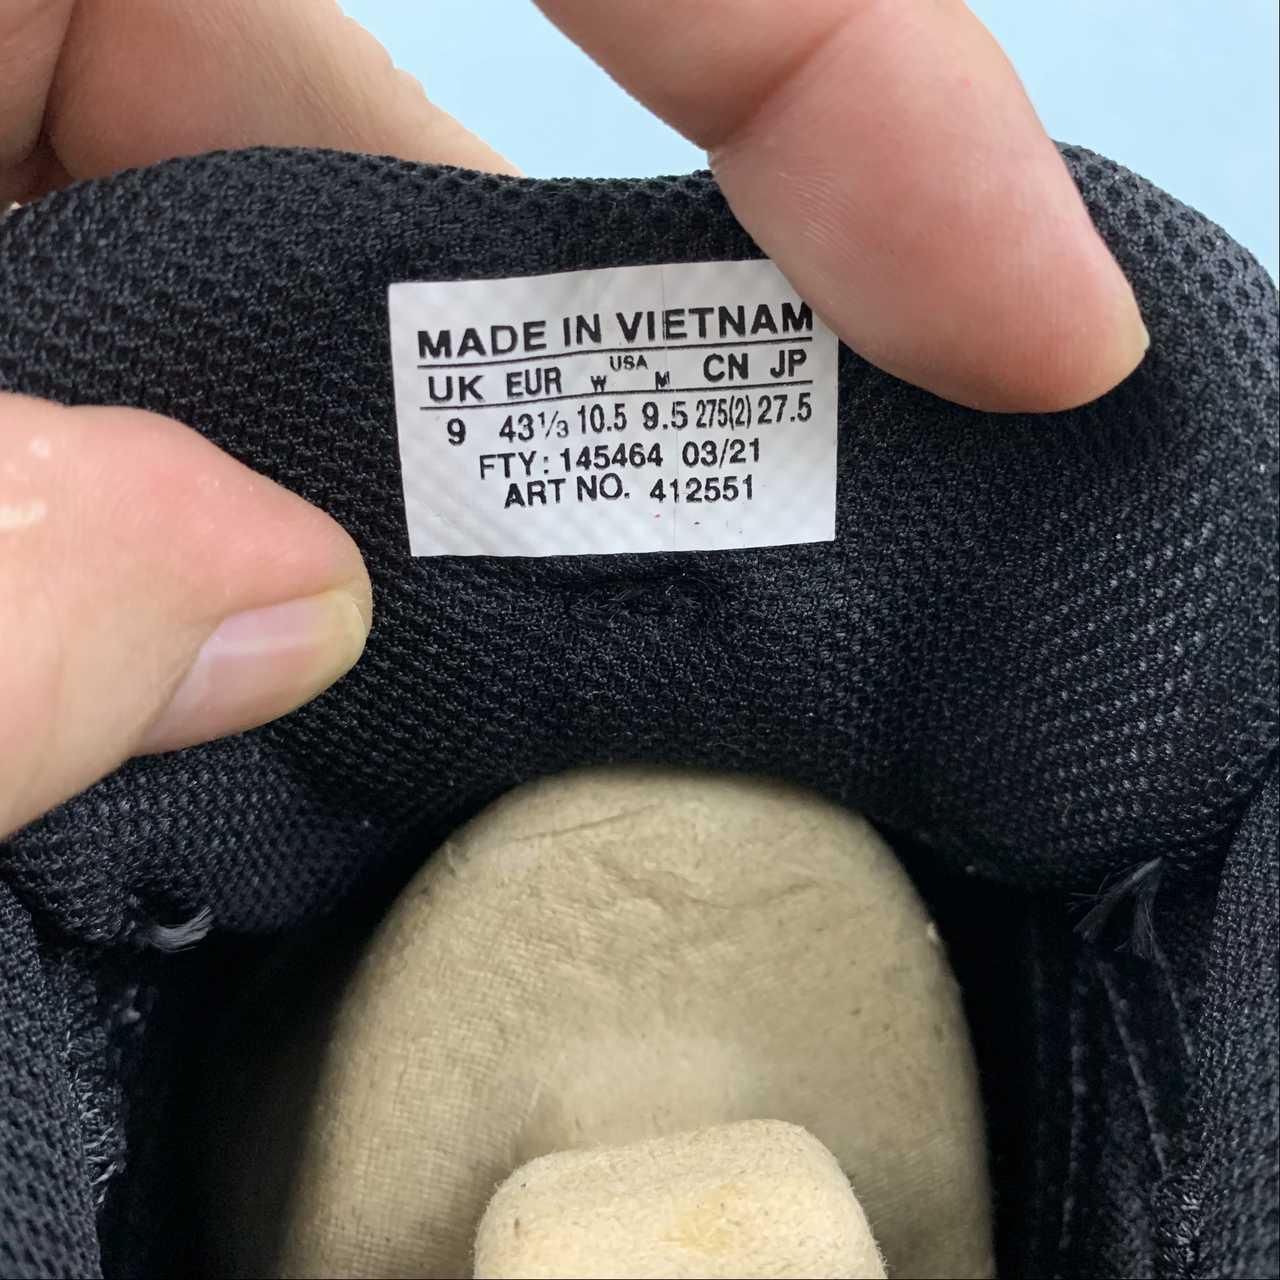 MADE IN VIETNAM
USA
UK EUR W M CN JP
9 43⅓ 10.5 9.5 275(2) 27.5
FTY: 145464 03/21
ART NO. 412551